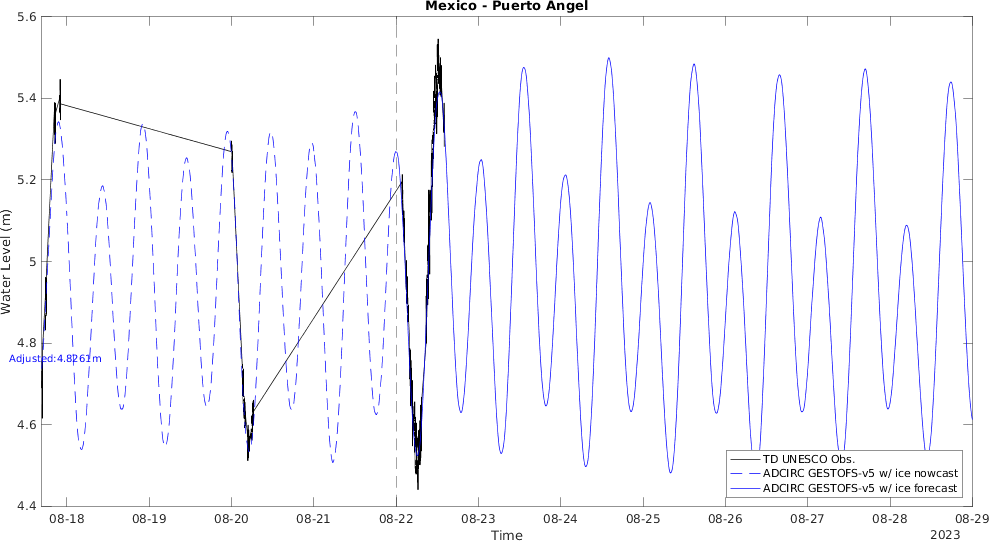 Mexico - Puerto Angel
5.6
5.4
5.2
5
4.8
4.6
4.4
Water Level (m)
Adjusted:4.8261m
TD UNESCO Obs.
ADCIRC GESTOFS-v5 w/ ice nowcast
ADCIRC GESTOFS-v5 w/ ice forecast
08-18 08-19 08-20 08-21 08-22 08-23 08-24 08-25 08-26 08-27 08-28 08-29
Time
2023